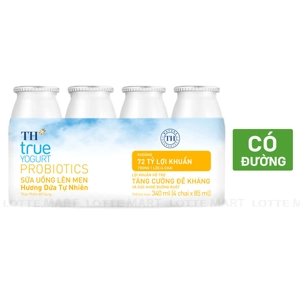 TH
true
YOGURT
PROBIOTICS
SỮA UỐNG LÊN MEN
Hương Dứa Tự Nhiên
72 TỶ LỢI KHUẨN
TĂNG CƯỜNG ĐỀ KHÁNG
340 ml (4 chai x 85 ml)
CÓ
ĐƯỜNG
LOTTE MART